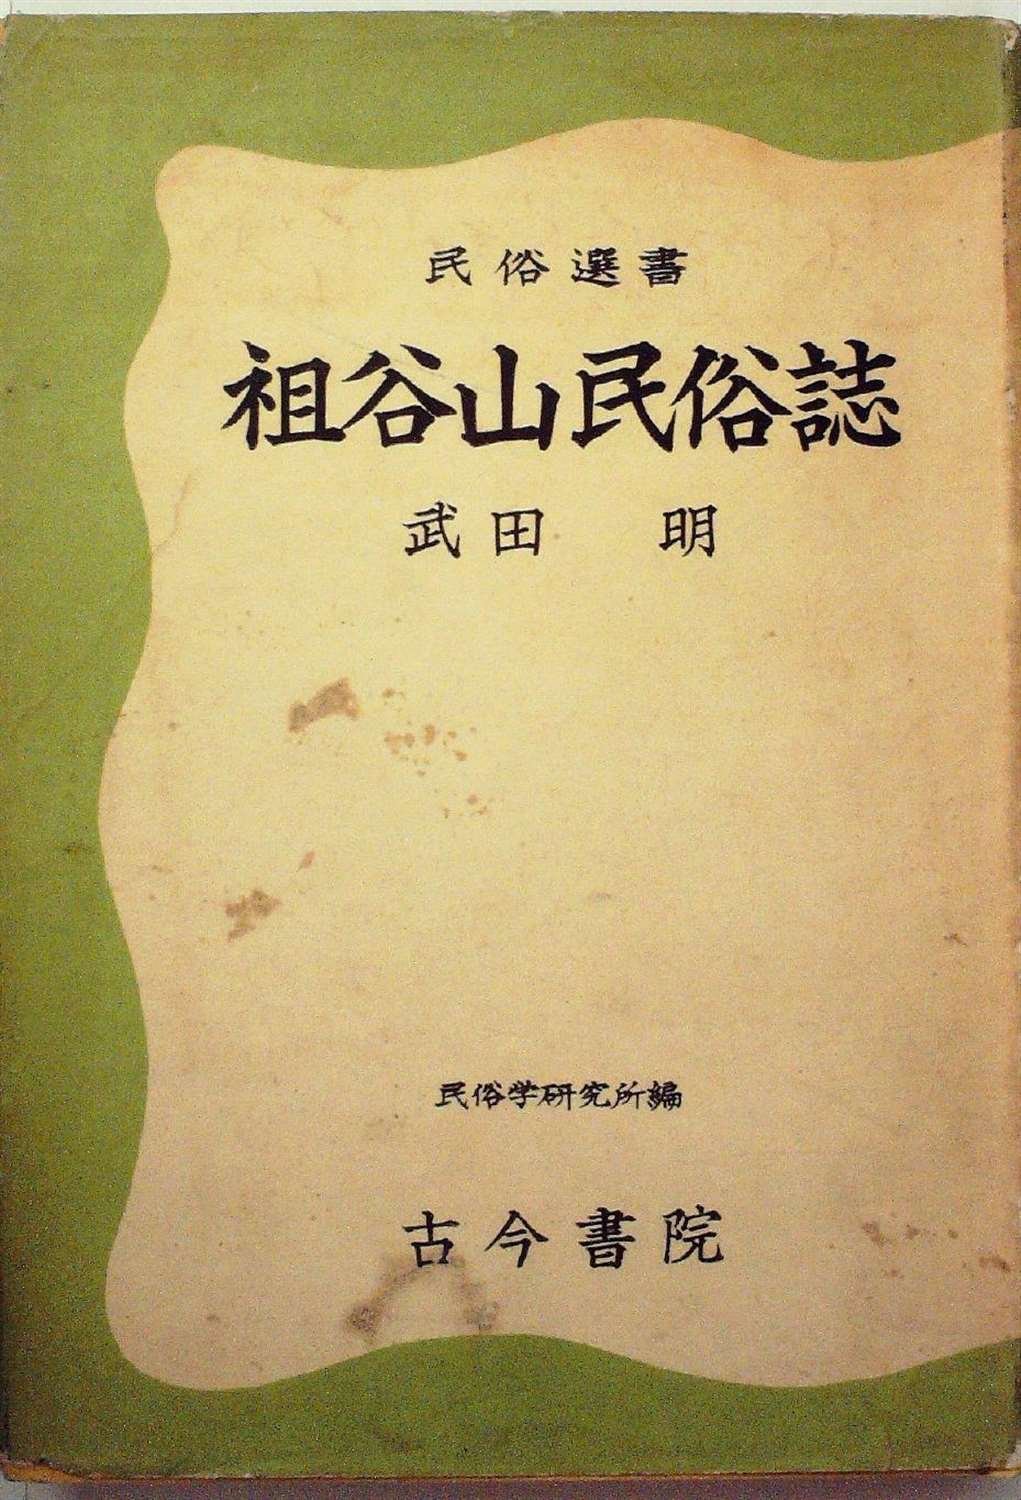 民俗選書
祖谷山民俗誌
武田 明
民俗学研究所編
古今書院